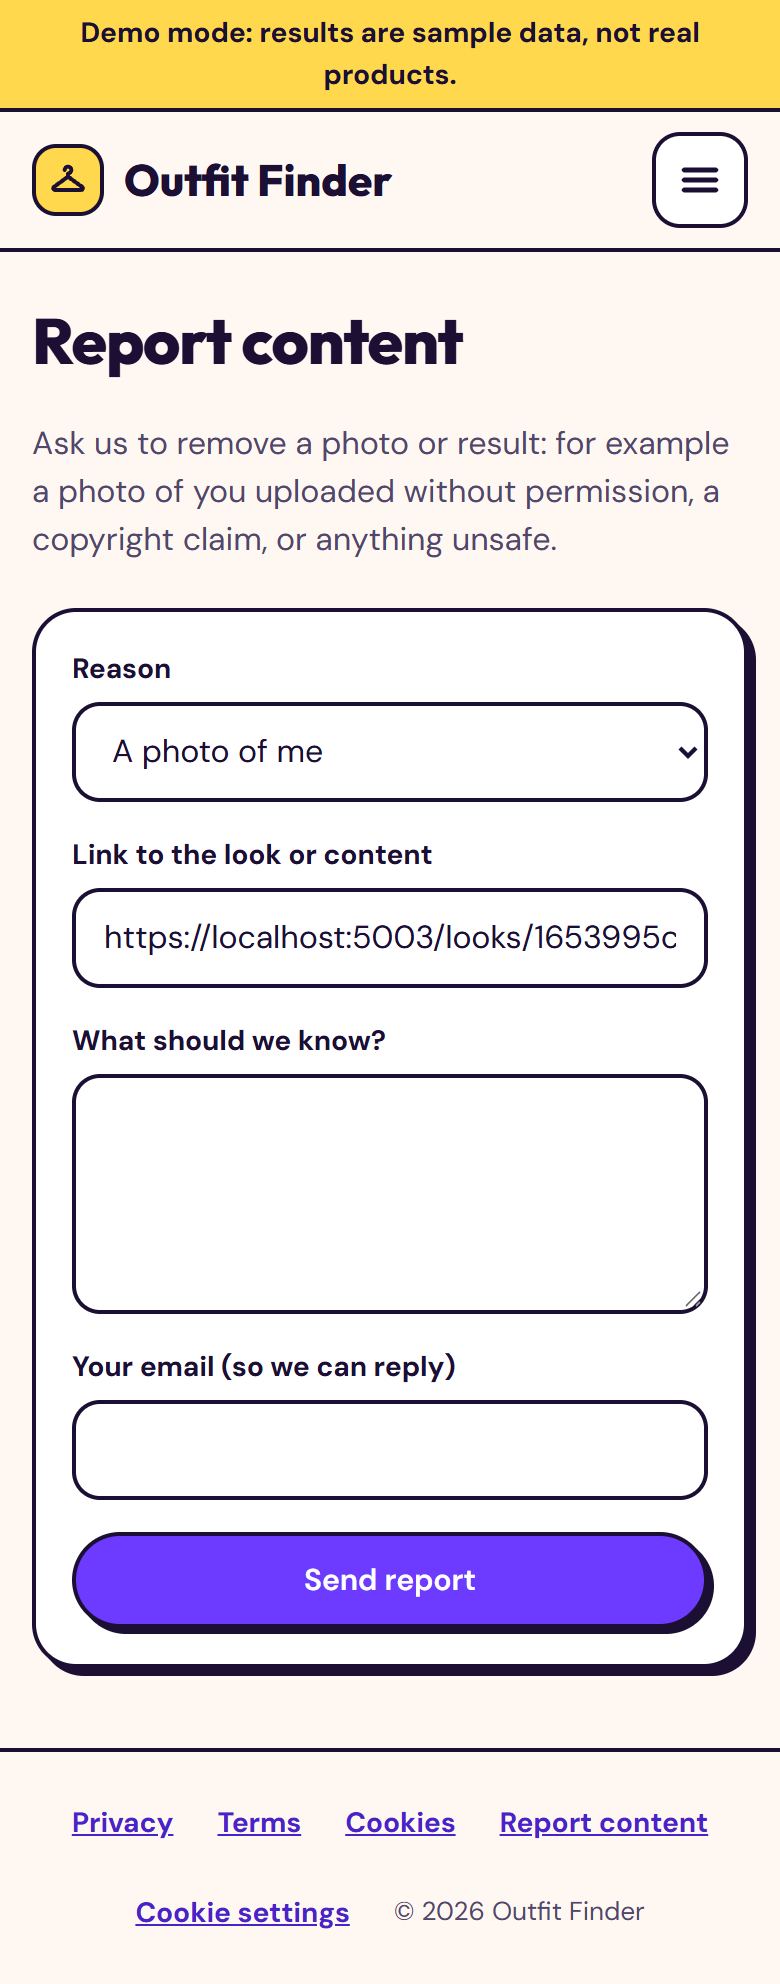 Demo mode: results are sample data, not real
products.
Outfit Finder
Report content
Ask us to remove a photo or result: for example
a photo of you uploaded without permission, a
copyright claim, or anything unsafe.
Reason
A photo of me
Link to the look or content
https://localhost:5003/looks/1653995c
What should we know?
Your email (so we can reply)
Send report
Privacy Terms Cookies Report content
Cookie settings © 2026 Outfit Finder